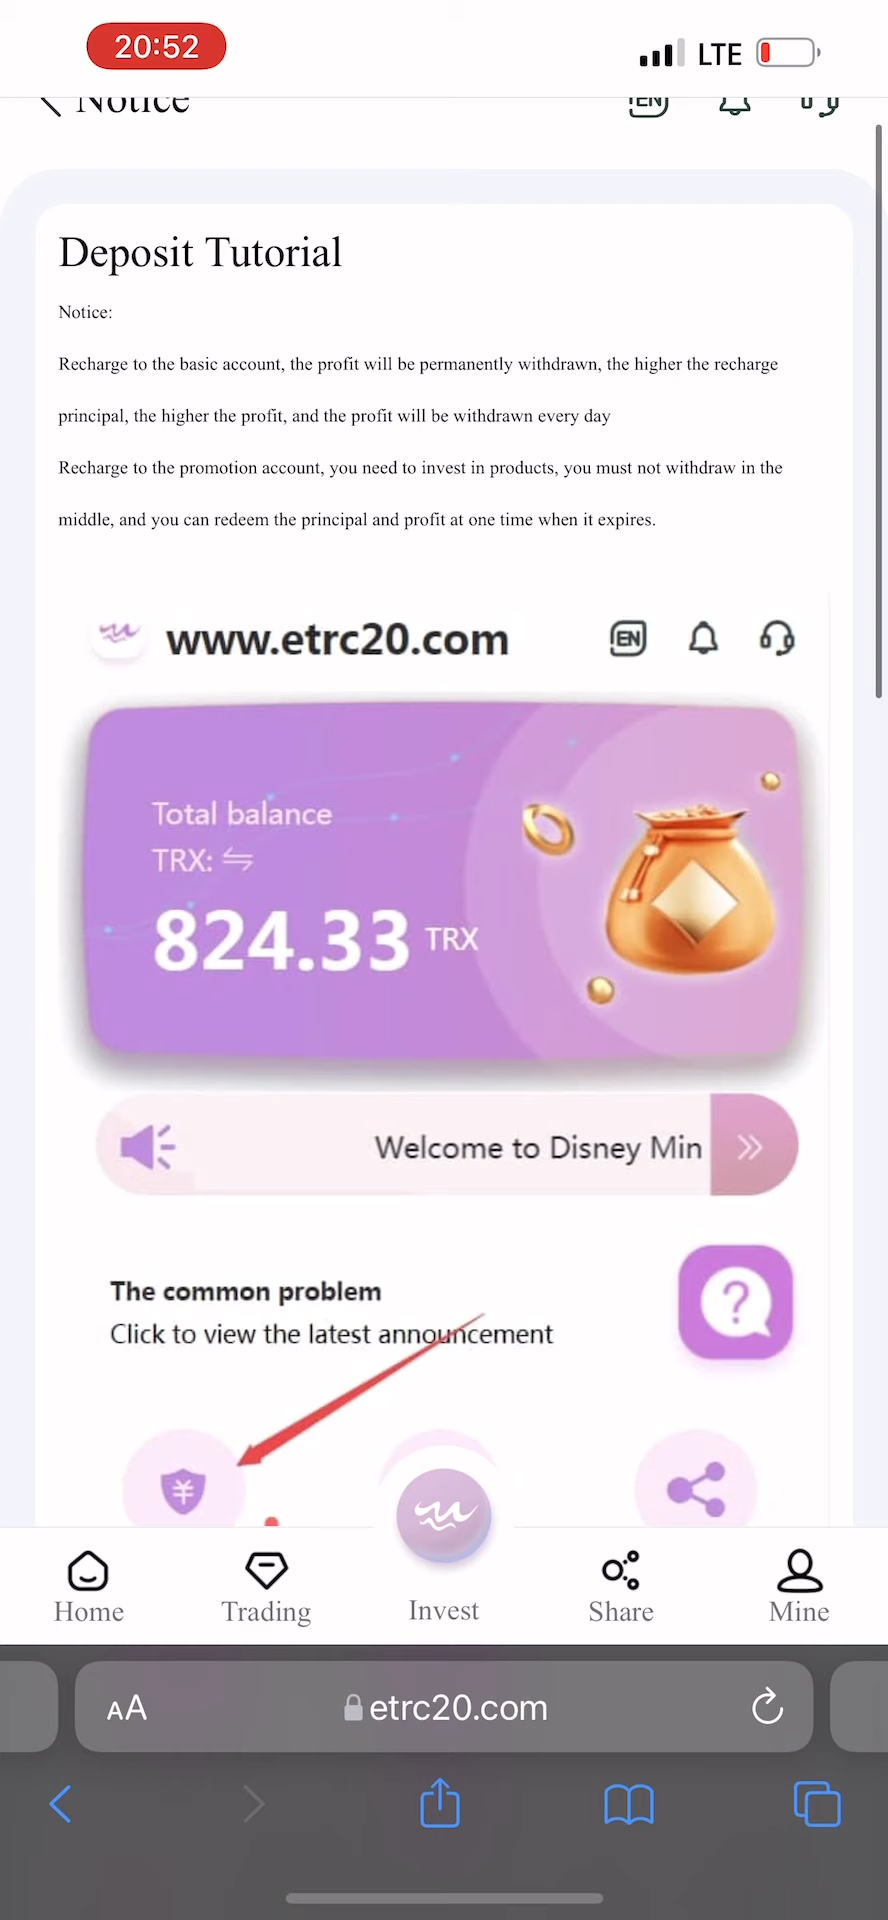 20:52
LTE
Notice
EN
Deposit Tutorial
Notice:
Recharge to the basic account, the profit will be permanently withdrawn, the higher the recharge
principal, the higher the profit, and the profit will be withdrawn every day
Recharge to the promotion account, you need to invest in products, you must not withdraw in the
middle, and you can redeem the principal and profit at one time when it expires.
www.etrc20.com
EN
Total balance
TRX:
824.33 TRX
Welcome to Disney Min
The common problem
Click to view the latest announcement
¥
Home
Trading
Invest
Share
Mine
AA
etrc20.com